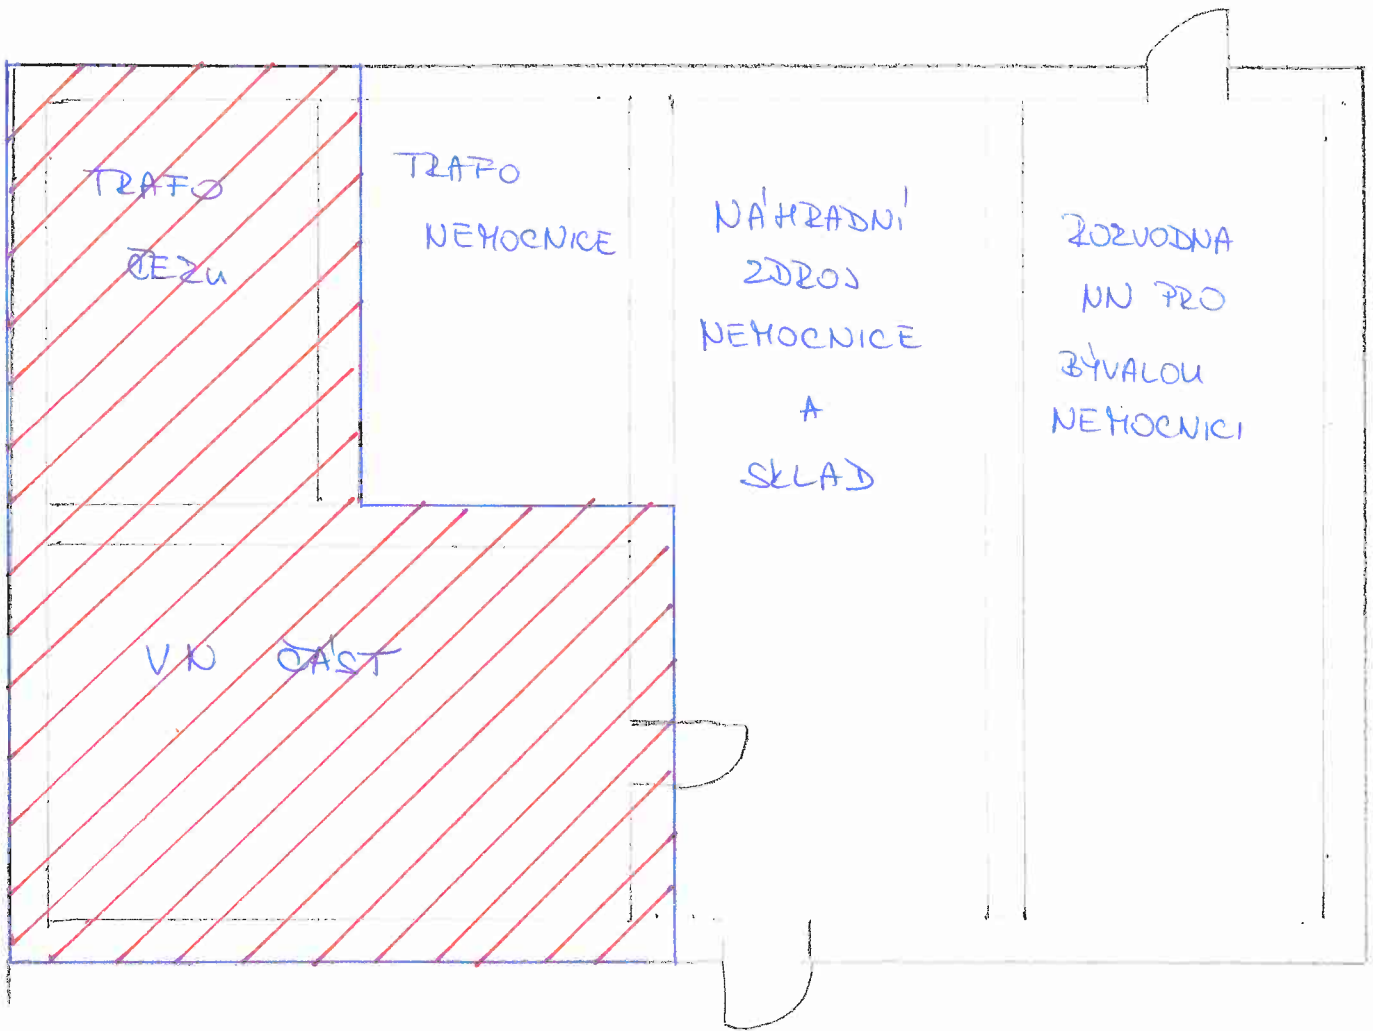 TRAFO
ČEZU
TRAFO
NEMOCNICE
NÁHRADNÍ
ZDROJ
NEMOCNICE
A
SKLAD
ROZVODNA
NN PRO
BÝVALOU
NEMOCNICI
VN ČÁST